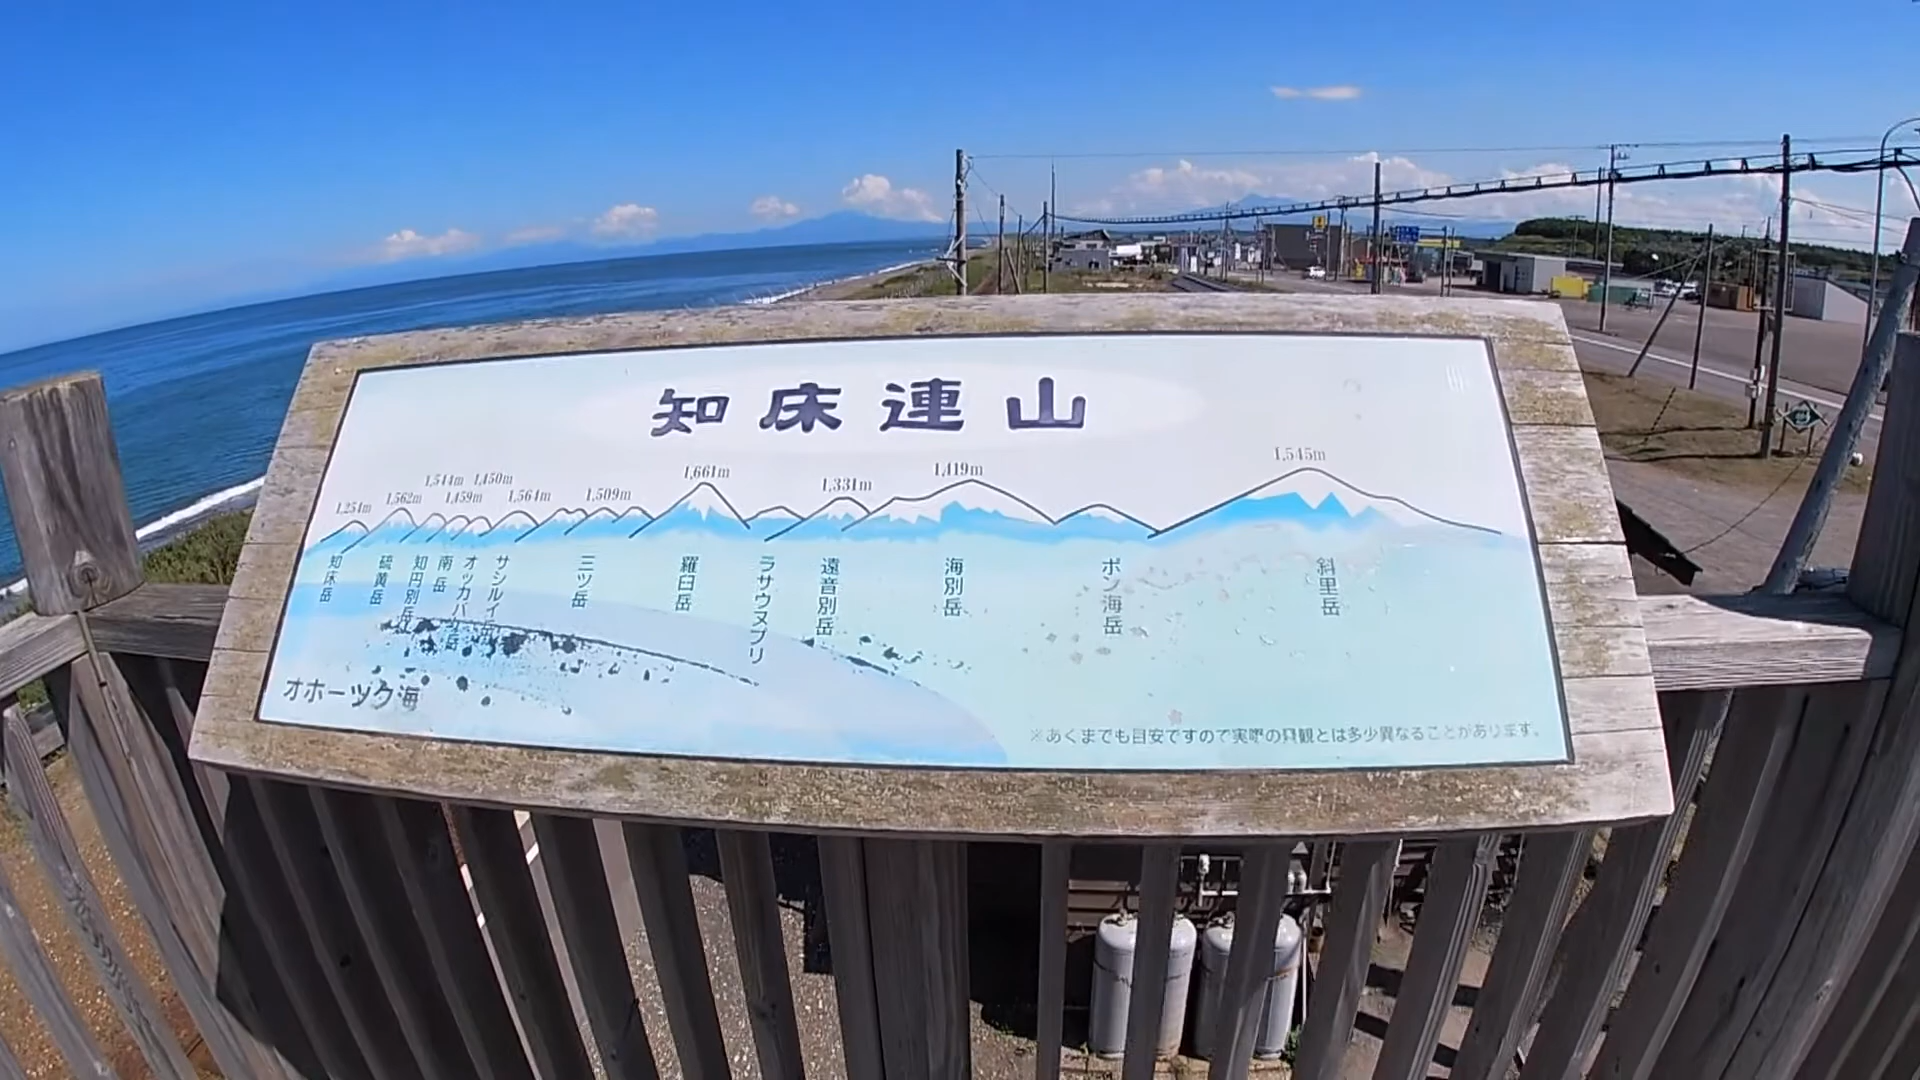 知床連山
1,254m 1,562m 1,544m 1,459m 1,450m 1,564m 1,509m 1,661m 1,331m 1,419m 1,545m
知床岳
硫黄岳
知円別岳
南岳
オッカバケ岳
サシルイ岳
三ツ岳
羅臼岳
ラサウヌプリ
遠音別岳
海別岳
ポン海岳
斜里岳
オホーツク海
※あくまでも目安ですので実際の景観とは多少異なることがあります。